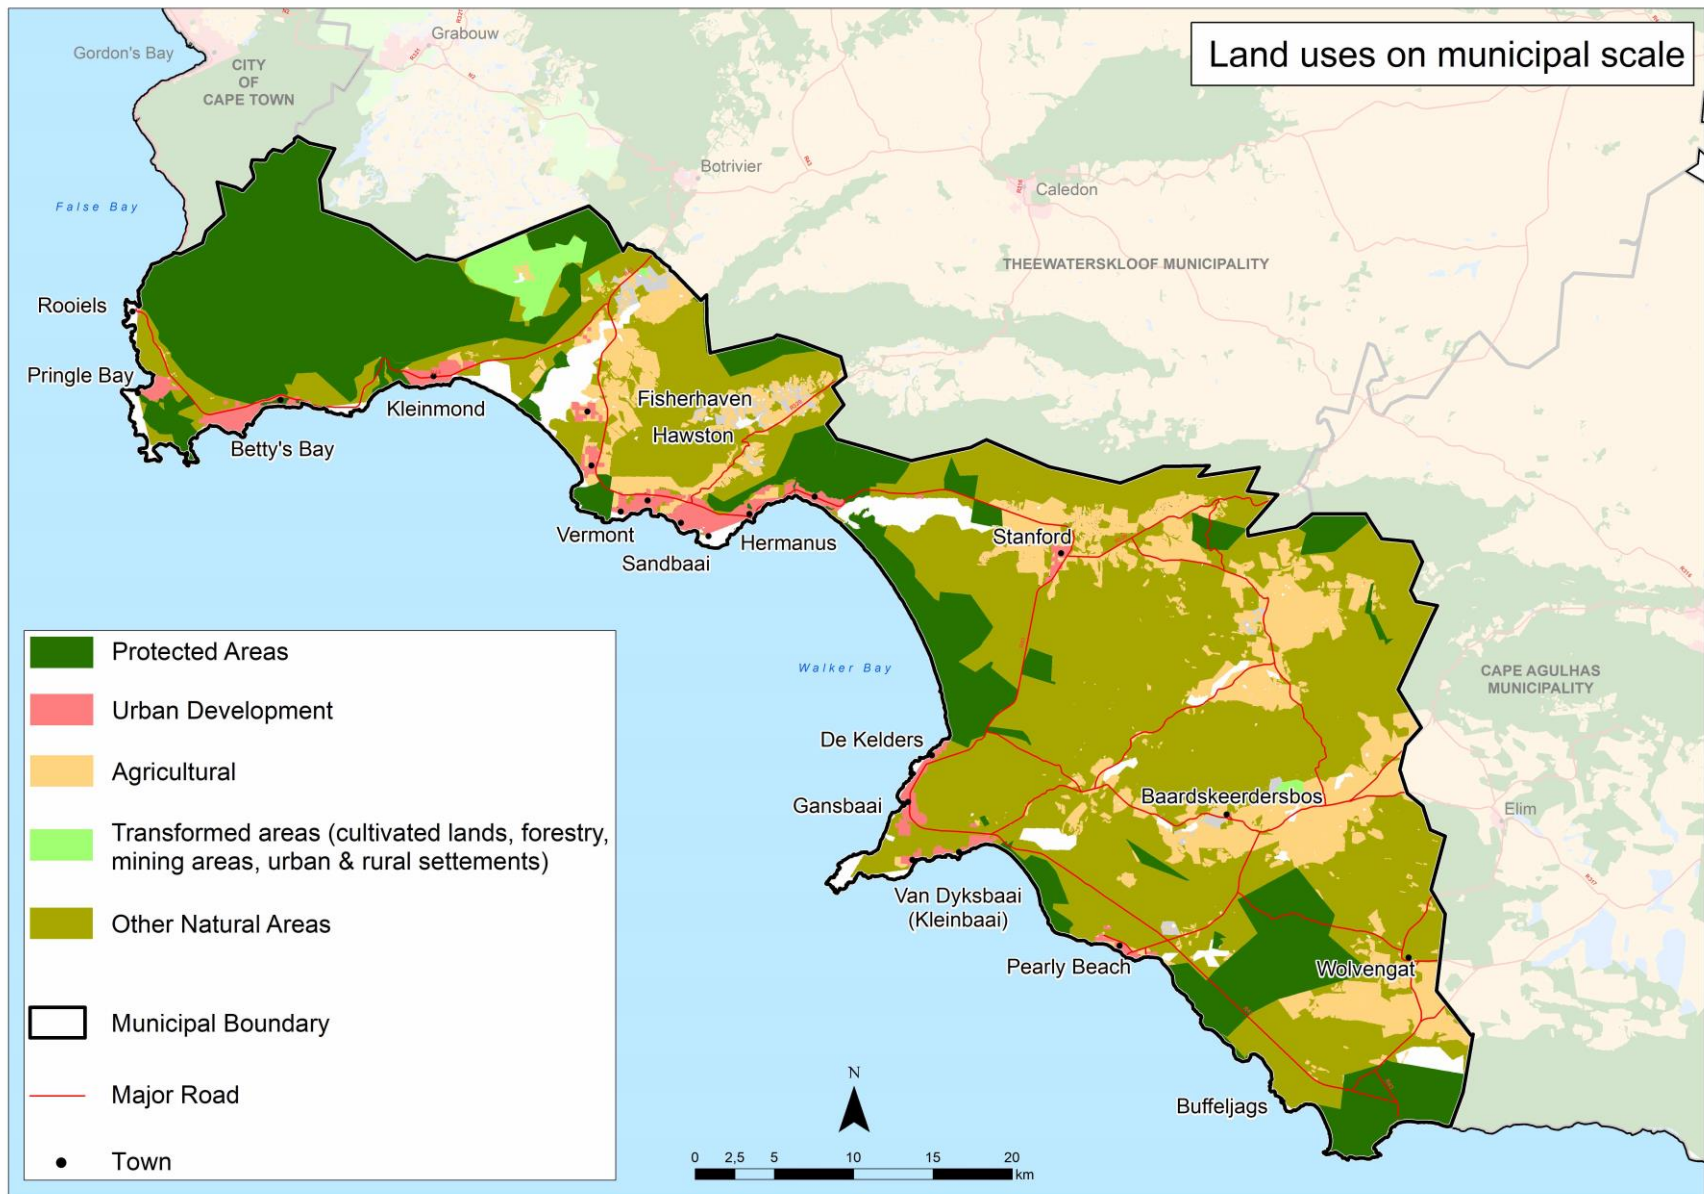 Land uses on municipal scale
Gordon's Bay
Grabouw
CITY
OF
CAPE TOWN
Botrivier
Caledon
False Bay
THEEWATERSKLOOF MUNICIPALITY
Rooiels
Pringle Bay
Kleinmond
Betty's Bay
Fisherhaven
Hawston
Vermont
Sandbaai
Hermanus
Stanford
Walker Bay
CAPE AGULHAS
MUNICIPALITY
De Kelders
Gansbaai
Baardskeerdersbos
Elim
Van Dyksbaai
(Kleinbaai)
Pearly Beach
Wolvengat
Buffeljags
R321
R43
R316
R317
Protected Areas
Urban Development
Agricultural
Transformed areas (cultivated lands, forestry,
mining areas, urban & rural settements)
Other Natural Areas
Municipal Boundary
Major Road
Town
N
0 2,5 5 10 15 20
km